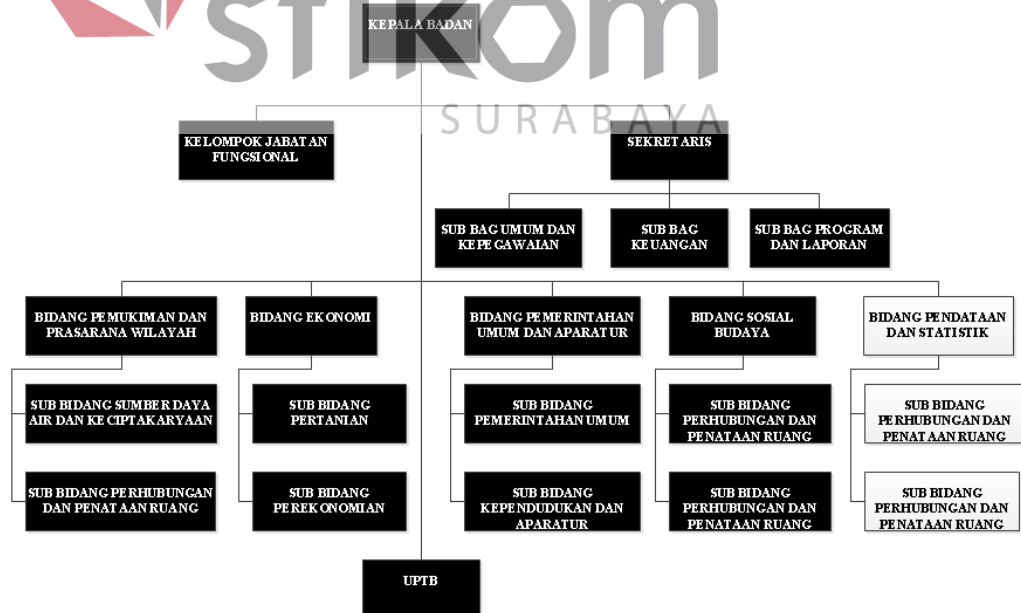 stikom
SURABAYA
KEPALA BADAN
KELOMPOK JABATAN
FUNGSIONAL
SEKRETARIS
SUB BAG UMUM DAN
KEPEGAWAIAN
SUB BAG
KEUANGAN
SUB BAG PROGRAM
DAN LAPORAN
BIDANG PEMUKIMAN DAN
PRASARANA WILAYAH
BIDANG EKONOMI
BIDANG PEMERINTAHAN
UMUM DAN APARATUR
BIDANG SOSIAL
BUDAYA
BIDANG PENDATAAN
DAN STATISTIK
SUB BIDANG SUMBER DAYA
AIR DAN KECIPTAKARYAAN
SUB BIDANG
PERTANIAN
SUB BIDANG
PEMERINTAHAN UMUM
SUB BIDANG
PERHUBUNGAN DAN
PENATAAN RUANG
SUB BIDANG
PERHUBUNGAN DAN
PENATAAN RUANG
SUB BIDANG PERHUBUNGAN
DAN PENATAAN RUANG
SUB BIDANG
PEREKONOMIAN
SUB BIDANG
KEPENDUDUKAN DAN
APARATUR
SUB BIDANG
PERHUBUNGAN DAN
PENATAAN RUANG
SUB BIDANG
PERHUBUNGAN DAN
PENATAAN RUANG
UPTB